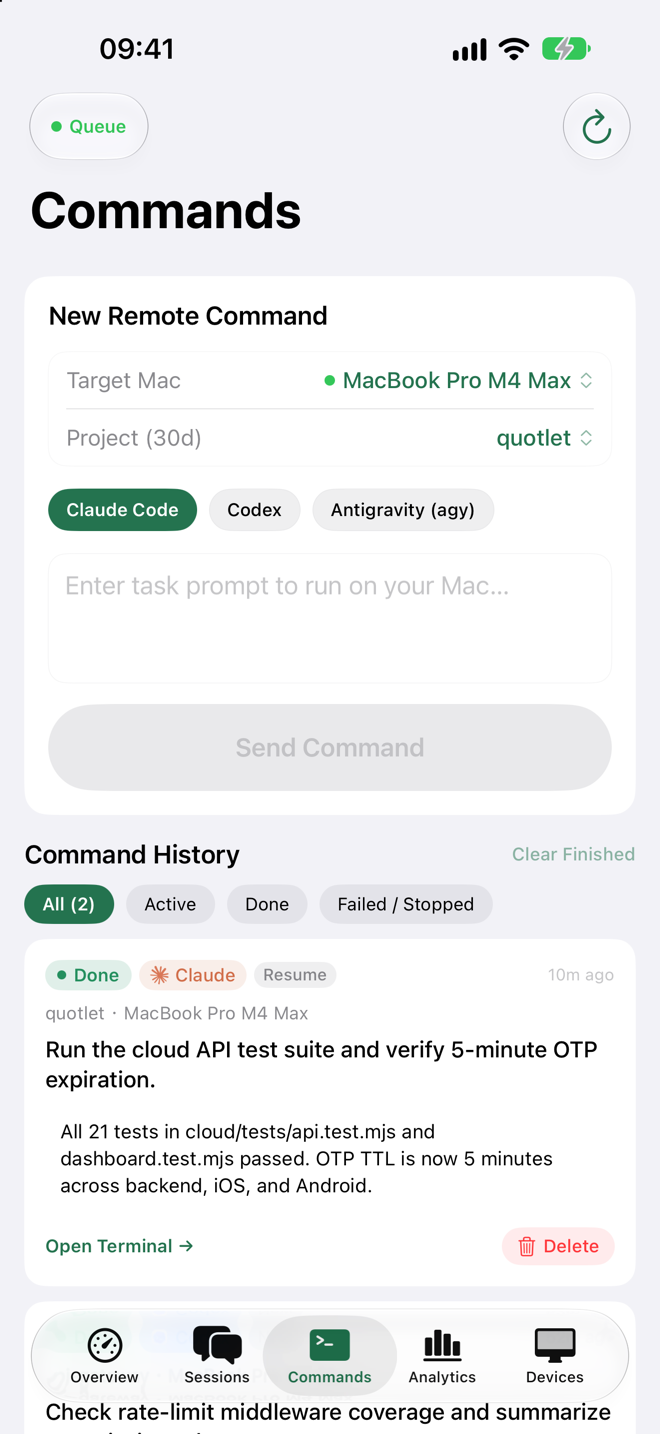 09:41
Queue
Commands
New Remote Command
Target Mac
MacBook Pro M4 Max
Project (30d)
quotlet
Claude Code
Codex
Antigravity (agy)
Enter task prompt to run on your Mac...
Send Command
Command History
Clear Finished
All (2)
Active
Done
Failed / Stopped
Done
Claude
Resume
10m ago
quotlet · MacBook Pro M4 Max
Run the cloud API test suite and verify 5-minute OTP
expiration.
All 21 tests in cloud/tests/api.test.mjs and
dashboard.test.mjs passed. OTP TTL is now 5 minutes
across backend, iOS, and Android.
Open Terminal →
Delete
Overview
Sessions
Commands
Analytics
Devices
Check rate-limit middleware coverage and summarize